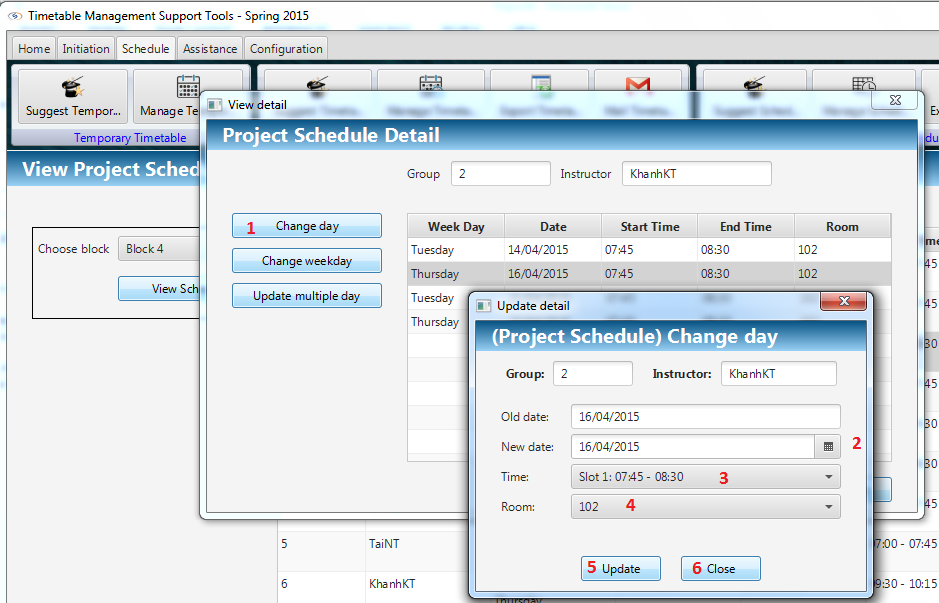 Timetable Management Support Tools - Spring 2015
Home Initiation Schedule Assistance Configuration
Suggest Tempor... Manage Te
Temporary Timetable
View detail
Project Schedule Detail
View Project Sched
Group 2 Instructor KhanhKT
Choose block Block 4
View Sch
1 Change day
Change weekday
Update multiple day
Week Day Date Start Time End Time Room
Tuesday 14/04/2015 07:45 08:30 102
Thursday 16/04/2015 07:45 08:30 102
Tuesday
Thursday
Update detail
(Project Schedule) Change day
Group: 2 Instructor: KhanhKT
Old date: 16/04/2015
New date: 16/04/2015 2
Time: Slot 1: 07:45 - 08:30 3
Room: 102 4
5 Update 6 Close
5 TaiNT 7:00 - 07:45
6 KhanhKT 9:30 - 10:15
Thursday